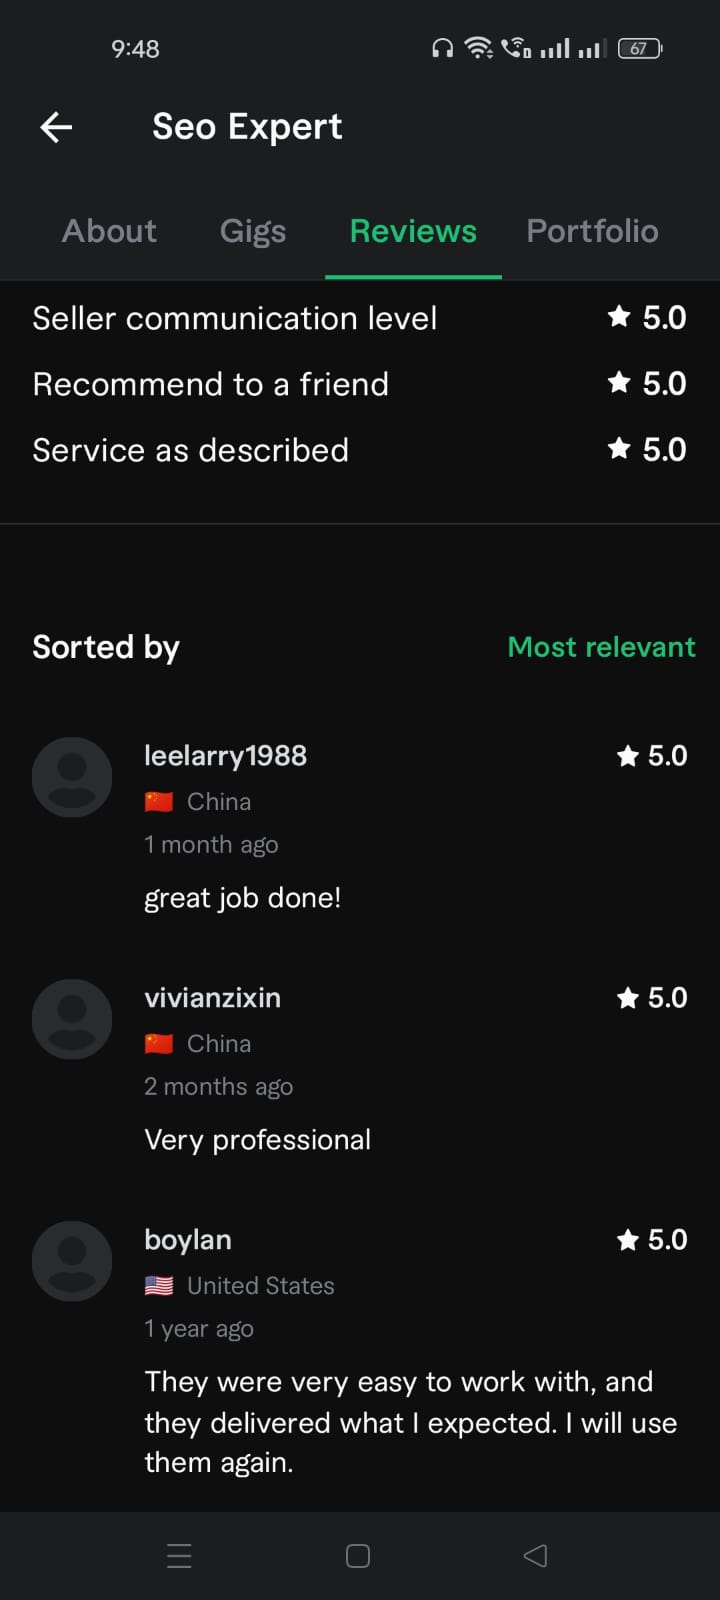 9:48
67
Seo Expert
About Gigs Reviews Portfolio
Seller communication level 5.0
Recommend to a friend 5.0
Service as described 5.0
Sorted by Most relevant
leelarry1988 5.0
China
1 month ago
great job done!
vivianzixin 5.0
China
2 months ago
Very professional
boylan 5.0
United States
1 year ago
They were very easy to work with, and
they delivered what I expected. I will use
them again.